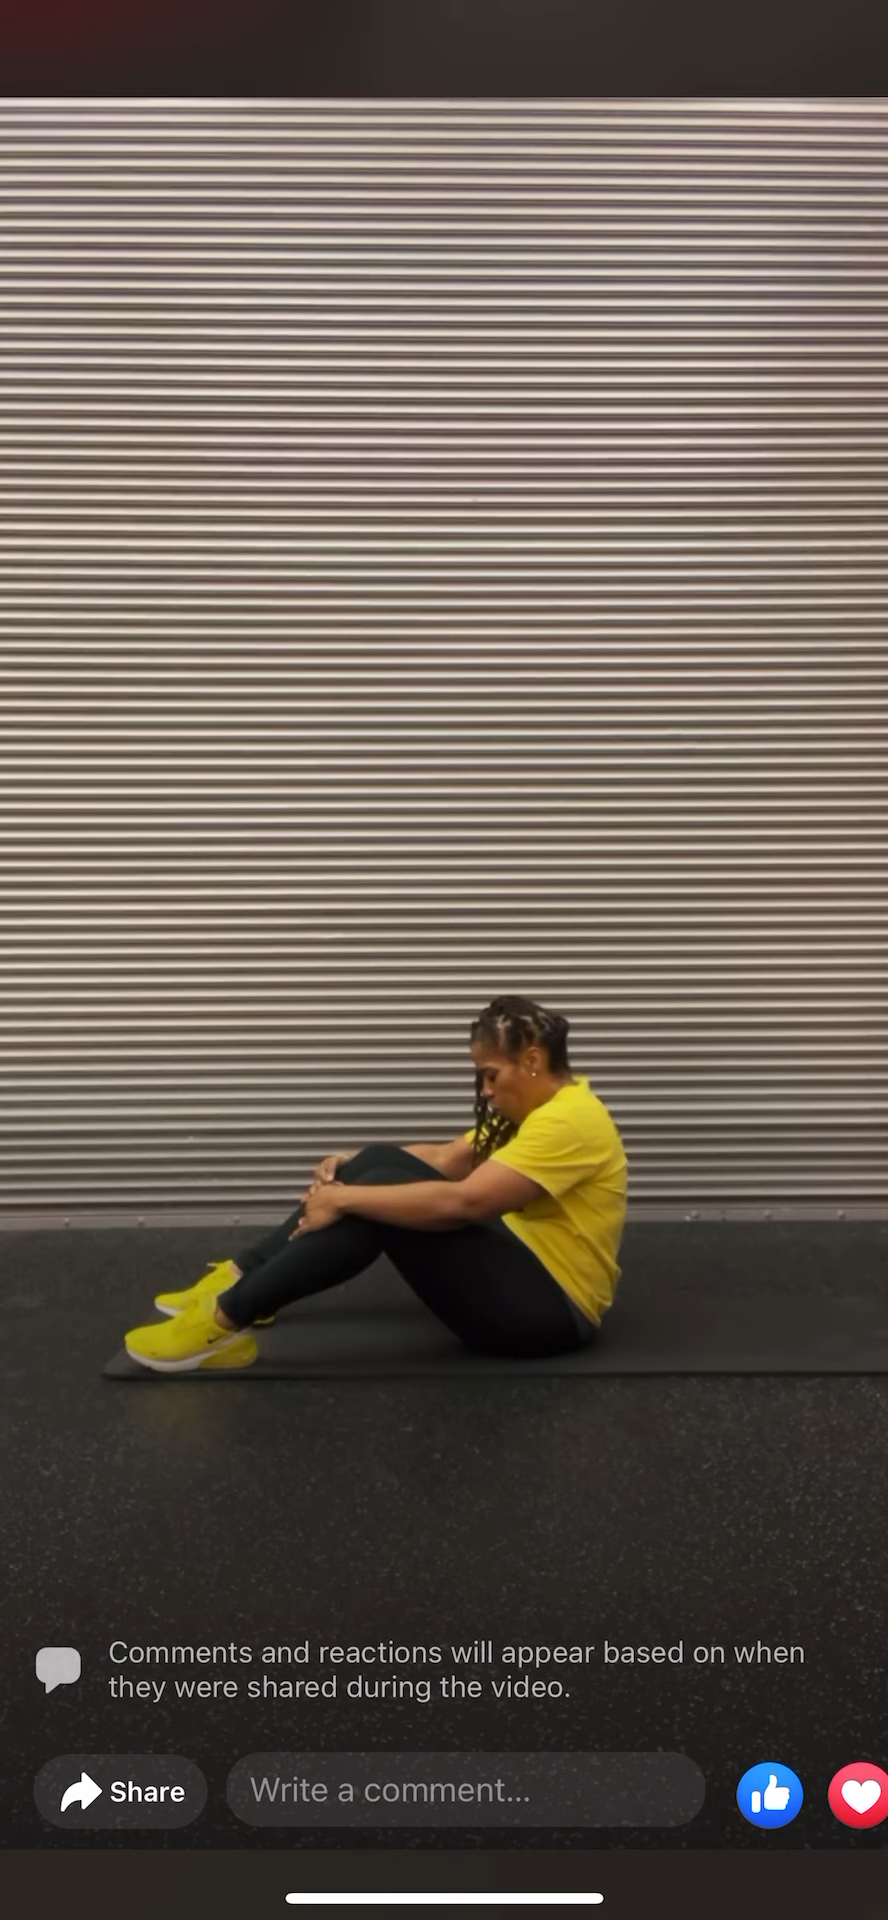 Comments and reactions will appear based on when
they were shared during the video.
Share
Write a comment...